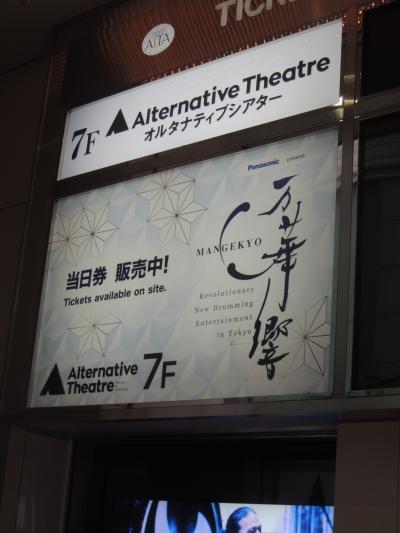 TICK
ALTA
7F Alternative Theatre
オルタナティブシアター
Panasonic presents
万華響
MANGEKYO
Revolutionary
New Drumming
Entertainment
in Tokyo
当日券 販売中!
Tickets available on site.
Alternative
Theatre
7F